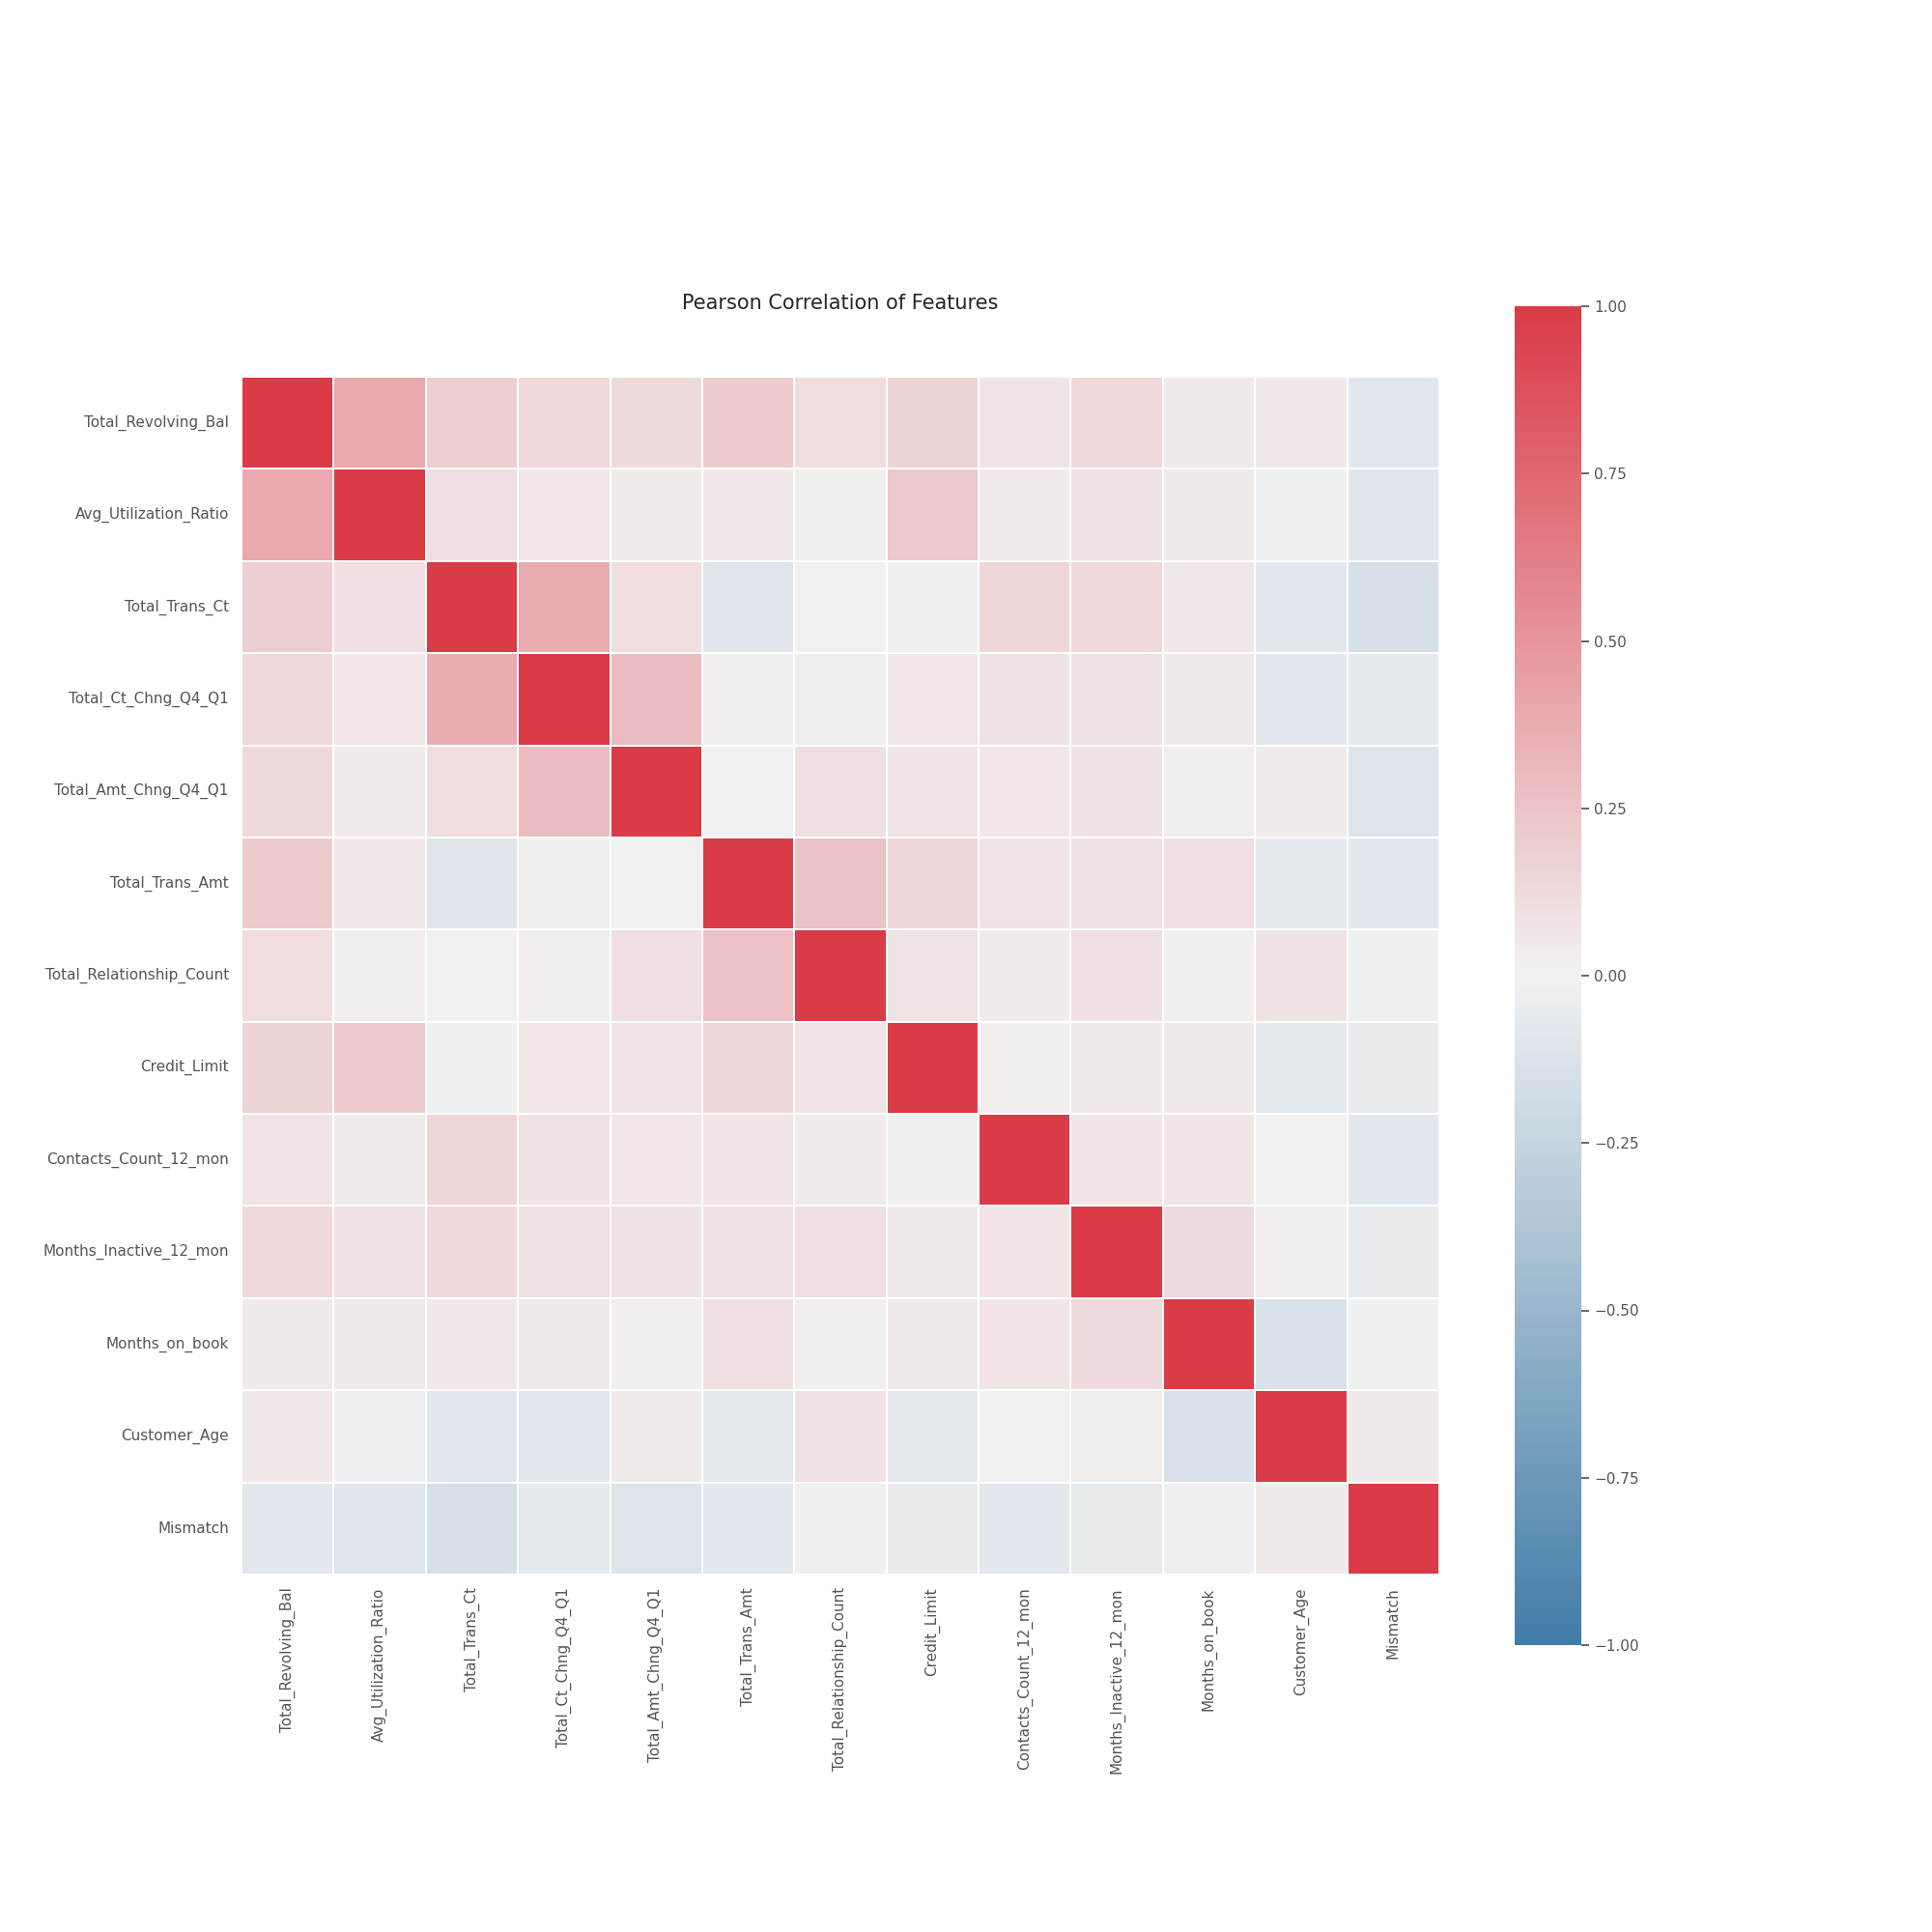 Pearson Correlation of Features
Total_Revolving_Bal
Avg_Utilization_Ratio
Total_Trans_Ct
Total_Ct_Chng_Q4_Q1
Total_Amt_Chng_Q4_Q1
Total_Trans_Amt
Total_Relationship_Count
Credit_Limit
Contacts_Count_12_mon
Months_Inactive_12_mon
Months_on_book
Customer_Age
Mismatch
Total_Revolving_Bal
Avg_Utilization_Ratio
Total_Trans_Ct
Total_Ct_Chng_Q4_Q1
Total_Amt_Chng_Q4_Q1
Total_Trans_Amt
Total_Relationship_Count
Credit_Limit
Contacts_Count_12_mon
Months_Inactive_12_mon
Months_on_book
Customer_Age
Mismatch
1.00
0.75
0.50
0.25
0.00
−0.25
−0.50
−0.75
−1.00